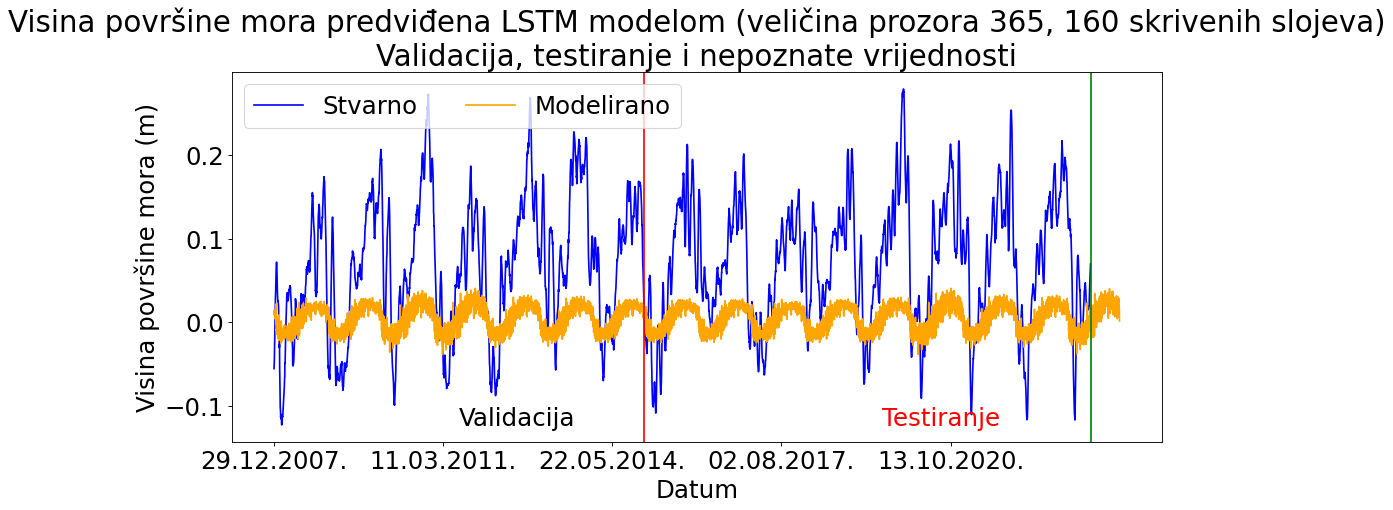 Visina površine mora predviđena LSTM modelom (veličina prozora 365, 160 skrivenih slojeva)
Validacija, testiranje i nepoznate vrijednosti
Stvarno
Modelirano
Visina površine mora (m)
0.2
0.1
0.0
−0.1
Validacija
Testiranje
29.12.2007.
11.03.2011.
22.05.2014.
02.08.2017.
13.10.2020.
Datum